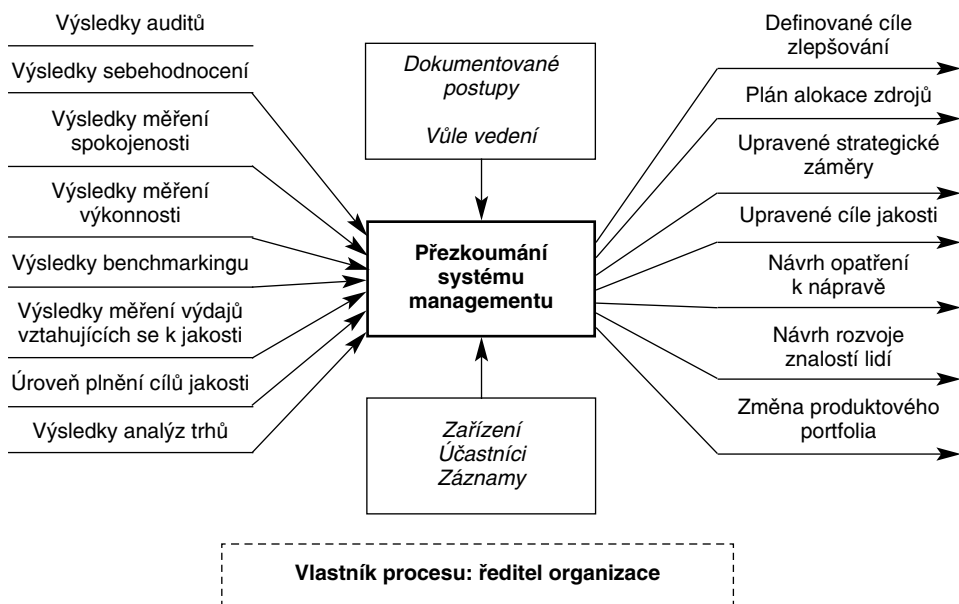 Výsledky auditů
Výsledky sebehodnocení
Výsledky měření
spokojenosti
Výsledky měření
výkonnosti
Výsledky benchmarkingu
Výsledky měření výdajů
vztahujících se k jakosti
Úroveň plnění cílů jakosti
Výsledky analýz trhů
Dokumentované
postupy
Vůle vedení
Přezkoumání
systému
managementu
Zařízení
Účastníci
Záznamy
Definované cíle
zlepšování
Plán alokace zdrojů
Upravené strategické
záměry
Upravené cíle jakosti
Návrh opatření
k nápravě
Návrh rozvoje
znalostí lidí
Změna produktového
portfolia
Vlastník procesu: ředitel organizace